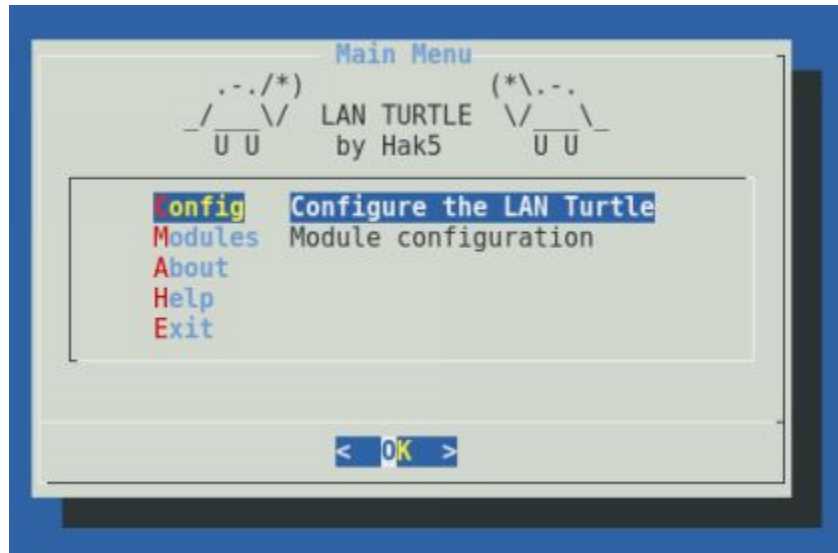 Main Menu
.-./*) (*\.-.
_/___\/ LAN TURTLE \/___\_
U U by Hak5 U U
Config Configure the LAN Turtle
Modules Module configuration
About
Help
Exit
< OK >